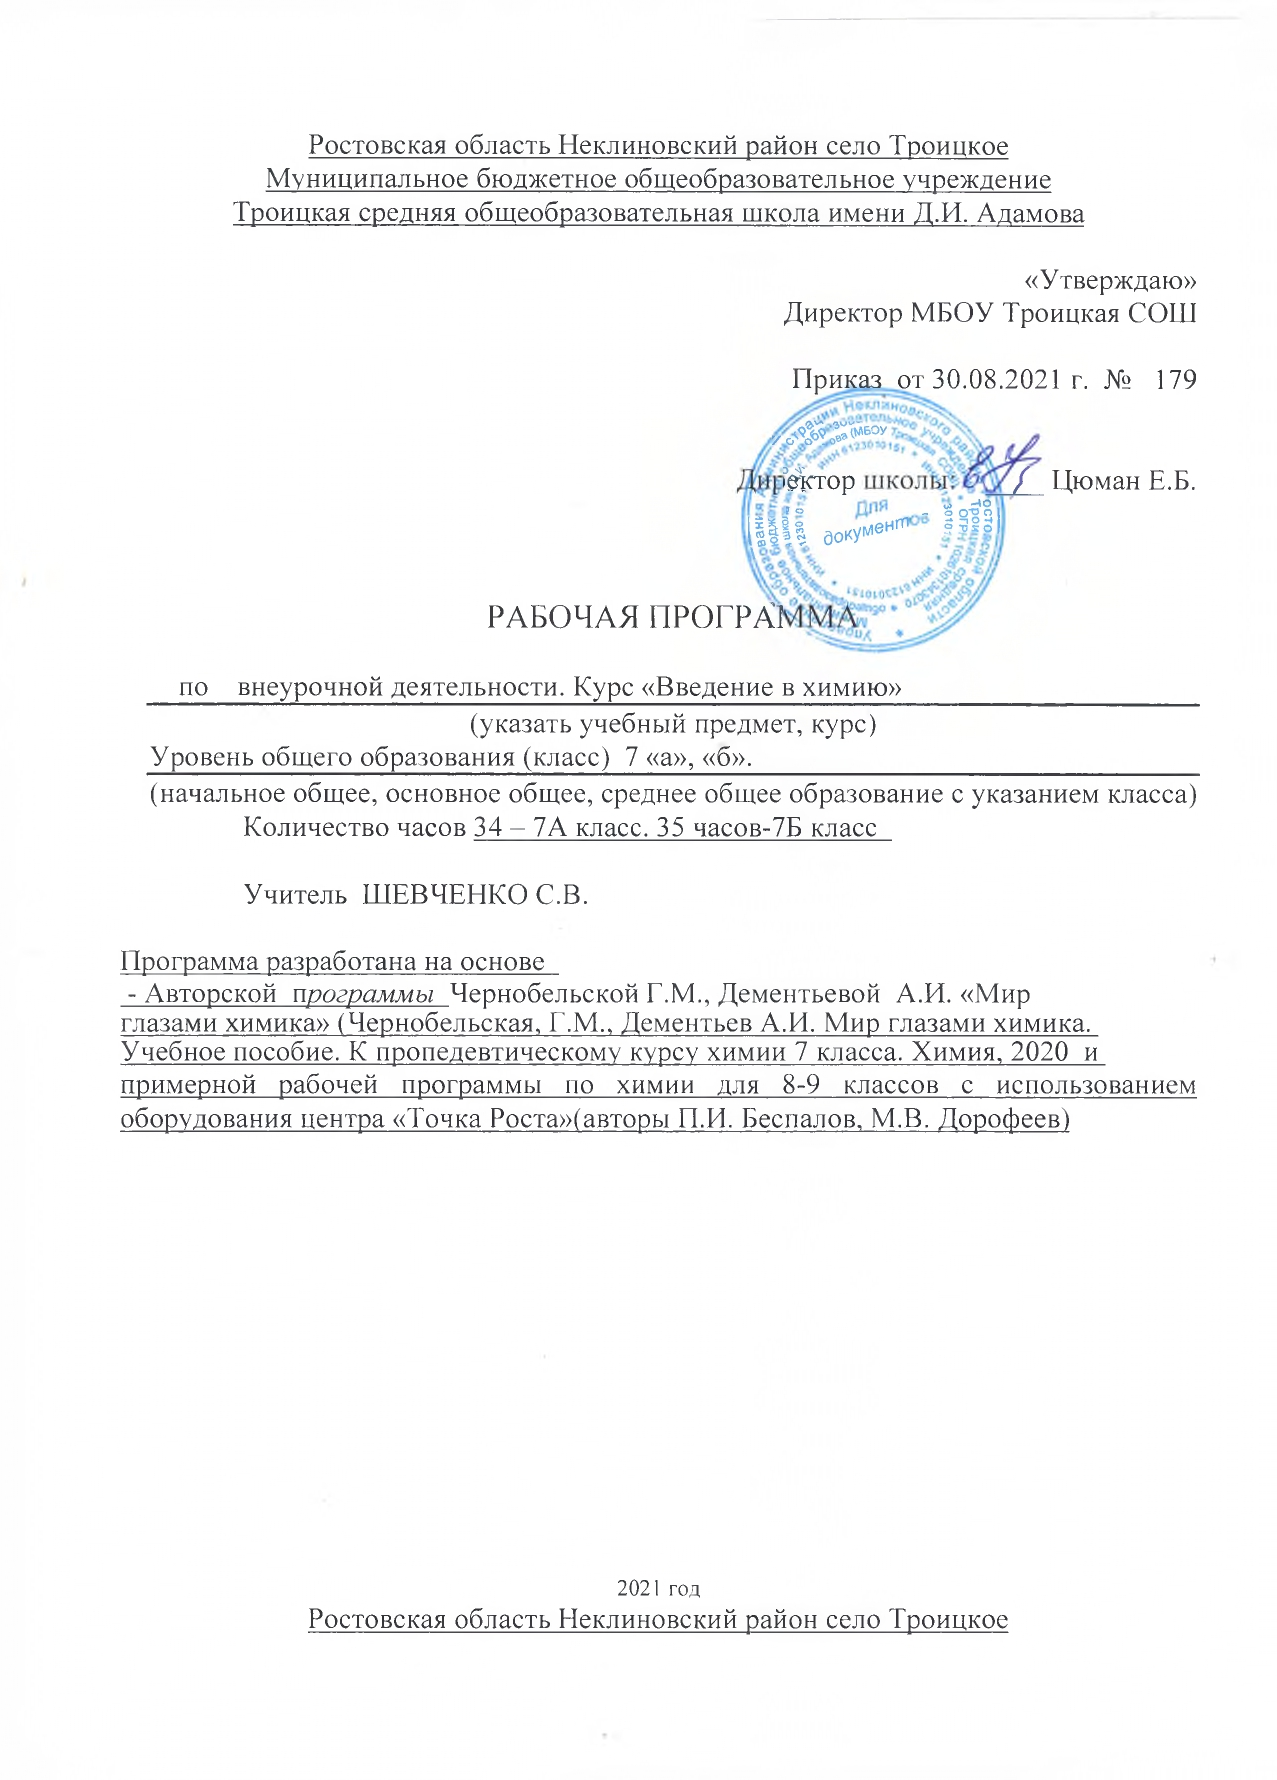 Ростовская область Неклиновский район село Троицкое
Муниципальное бюджетное общеобразовательное учреждение
Троицкая средняя общеобразовательная школа имени Д.И. Адамова
«Утверждаю»
Директор МБОУ Троицкая СОШ
Приказ от 30.08.2021 г. № 179
Директор школы: ____ Цюман Е.Б.
Для
документов
РАБОЧАЯ ПРОГРАММА
по внеурочной деятельности. Курс «Введение в химию»
(указать учебный предмет, курс)
Уровень общего образования (класс) 7 «а», «б».
(начальное общее, основное общее, среднее общее образование с указанием класса)
Количество часов 34 – 7А класс. 35 часов-7Б класс
Учитель ШЕВЧЕНКО С.В.
Программа разработана на основе
- Авторской программы Чернобельской Г.М., Дементьевой А.И. «Мир
глазами химика» (Чернобельская, Г.М., Дементьев А.И. Мир глазами химика.
Учебное пособие. К пропедевтическому курсу химии 7 класса. Химия, 2020 и
примерной рабочей программы по химии для 8-9 классов с использованием
оборудования центра «Точка Роста»(авторы П.И. Беспалов, М.В. Дорофеев)
2021 год
Ростовская область Неклиновский район село Троицкое